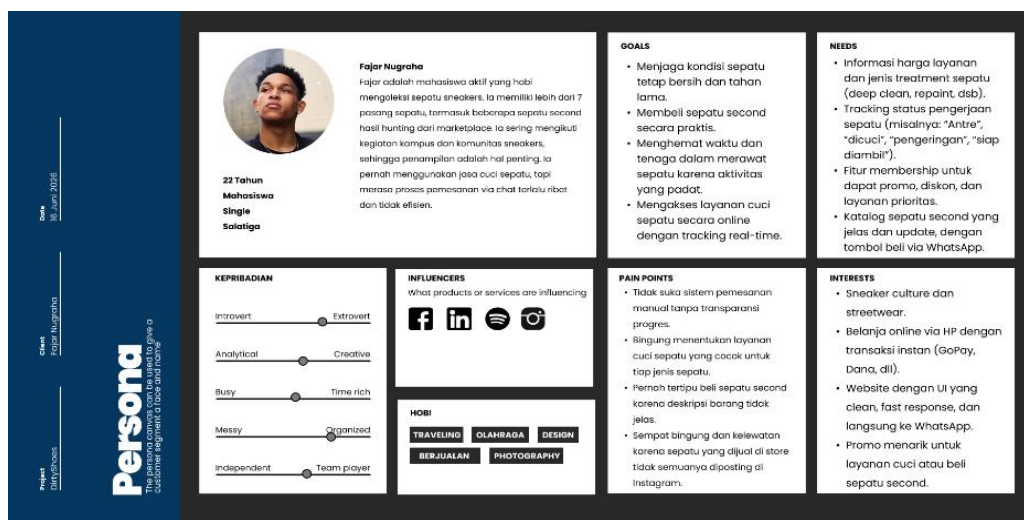 Project
DirtyShoes
Client
Fajar Nugraha
Date
16 Juni 2026
Persona
The persona canvas can be used to give a
customer segment a face and name
Fajar Nugraha
Fajar adalah mahasiswa aktif yang hobi
mengoleksi sepatu sneakers. Ia memiliki lebih dari 7
pasang sepatu, termasuk beberapa sepatu second
hasil hunting dari marketplace. Ia sering mengikuti
kegiatan kampus dan komunitas sneakers,
sehingga penampilan adalah hal penting. Ia
pernah menggunakan jasa cuci sepatu, tapi
merasa proses pemesanan via chat terlalu ribet
dan tidak efisien.
22 Tahun
Mahasiswa
Single
Salatiga
GOALS
• Menjaga kondisi sepatu
tetap bersih dan tahan
lama.
• Membeli sepatu second
secara praktis.
• Menghemat waktu dan
tenaga dalam merawat
sepatu karena aktivitas
yang padat.
• Mengakses layanan cuci
sepatu secara online
dengan tracking real-time.
NEEDS
• Informasi harga layanan
dan jenis treatment sepatu
(deep clean, repaint, dsb).
• Tracking status pengerjaan
sepatu (misalnya: “Antre”,
“dicuci”, “pengeringan”, “siap
diambil”).
• Fitur membership untuk
dapat promo, diskon, dan
layanan prioritas.
• Katalog sepatu second yang
jelas dan update, dengan
tombol beli via WhatsApp.
KEPRIBADIAN
Introvert Extrovert
Analytical Creative
Busy Time rich
Messy Organized
Independent Team player
INFLUENCERS
What products or services are influencing
HOBI
TRAVELING OLAHRAGA DESIGN
BERJUALAN PHOTOGRAPHY
PAIN POINTS
• Tidak suka sistem pemesanan
manual tanpa transparansi
progres.
• Bingung menentukan layanan
cuci sepatu yang cocok untuk
tiap jenis sepatu.
• Pernah tertipu beli sepatu second
karena deskripsi barang tidak
jelas.
• Sempat bingung dan kelewatan
karena sepatu yang dijual di store
tidak semuanya diposting di
Instagram.
INTERESTS
• Sneaker culture dan
streetwear.
• Belanja online via HP dengan
transaksi instan (GoPay,
Dana, dll).
• Website dengan UI yang
clean, fast response, dan
langsung ke WhatsApp.
• Promo menarik untuk
layanan cuci atau beli
sepatu second.